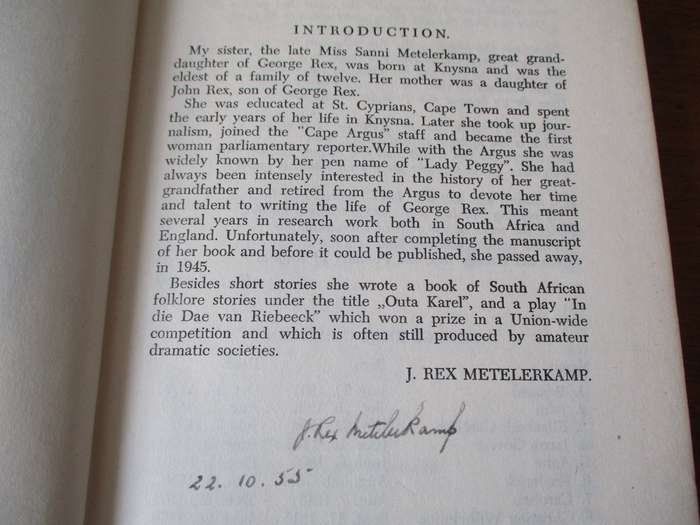 INTRODUCTION.
My sister, the late Miss Sanni Metelerkamp, great grand-
daughter of George Rex, was born at Knysna and was the
eldest of a family of twelve. Her mother was a daughter of
John Rex, son of George Rex.
She was educated at St. Cyprians, Cape Town and spent
the early years of her life in Knysna. Later she took up jour-
nalism, joined the "Cape Argus" staff and became the first
woman parliamentary reporter.While with the Argus she was
widely known by her pen name of "Lady Peggy". She had
always been intensely interested in the history of her great-
grandfather and retired from the Argus to devote her time
and talent to writing the life of George Rex. This meant
several years in research work both in South Africa and
England. Unfortunately, soon after completing the manuscript
of her book and before it could be published, she passed away,
in 1945.
Besides short stories she wrote a book of South African
folklore stories under the title „Outa Karel", and a play "In
die Dae van Riebeeck" which won a prize in a Union-wide
competition and which is often still produced by amateur
dramatic societies.
J. REX METELERKAMP.
J. Rex Metelerkamp
22. 10. 55